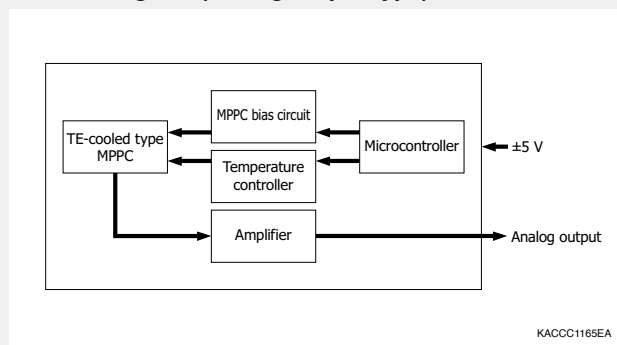 MPPC bias circuit
TE-cooled type
MPPC
Microcontroller
±5 V
Temperature
controller
Amplifier
Analog output
KACCC1165EA